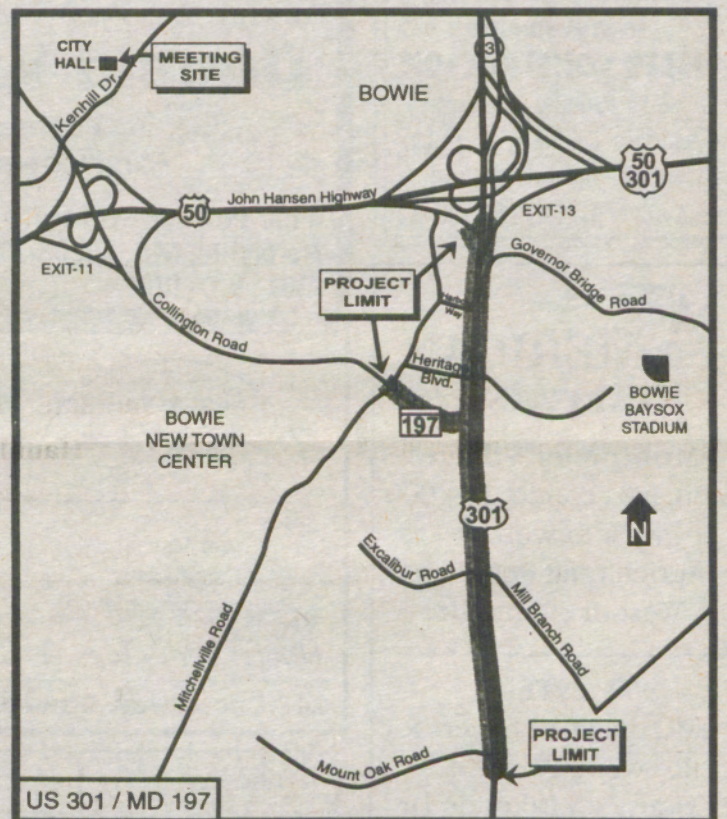 CITY
HALL
MEETING
SITE
Kenhill Dr.
BOWIE
3
50
301
John Hansen Highway
50
EXIT-13
EXIT-11
PROJECT
LIMIT
Governor Bridge
Road
Way
Collington Road
Heritage
Blvd.
BOWIE
BAYSOX
STADIUM
197
BOWIE
NEW TOWN
CENTER
301
N
Excalibur Road
Mill Branch Road
Mitchellville Road
PROJECT
LIMIT
Mount Oak Road
US 301 / MD 197